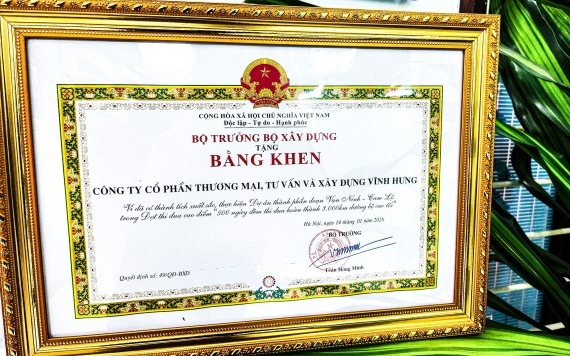 CỘNG HÒA XÃ HỘI CHỦ NGHĨA VIỆT NAM
Độc lập - Tự do - Hạnh phúc
BỘ TRƯỞNG BỘ XÂY DỰNG
TẶNG
BẰNG KHEN
CÔNG TY CỔ PHẦN THƯƠNG MẠI, TƯ VẤN VÀ XÂY DỰNG VĨNH HƯNG
Vì đã có thành tích xuất sắc, thực hiện Dự án thành phần đoạn Vạn Ninh - Cam Lộ
trong Đợt thi đua cao điểm "500 ngày đêm thi đua hoàn thành 3.000km đường bộ cao tốc"
Hà Nội, ngày 14 tháng 01 năm 2026
BỘ TRƯỞNG
Trần Hồng Minh
Quyết định số: 49/QĐ-BXD